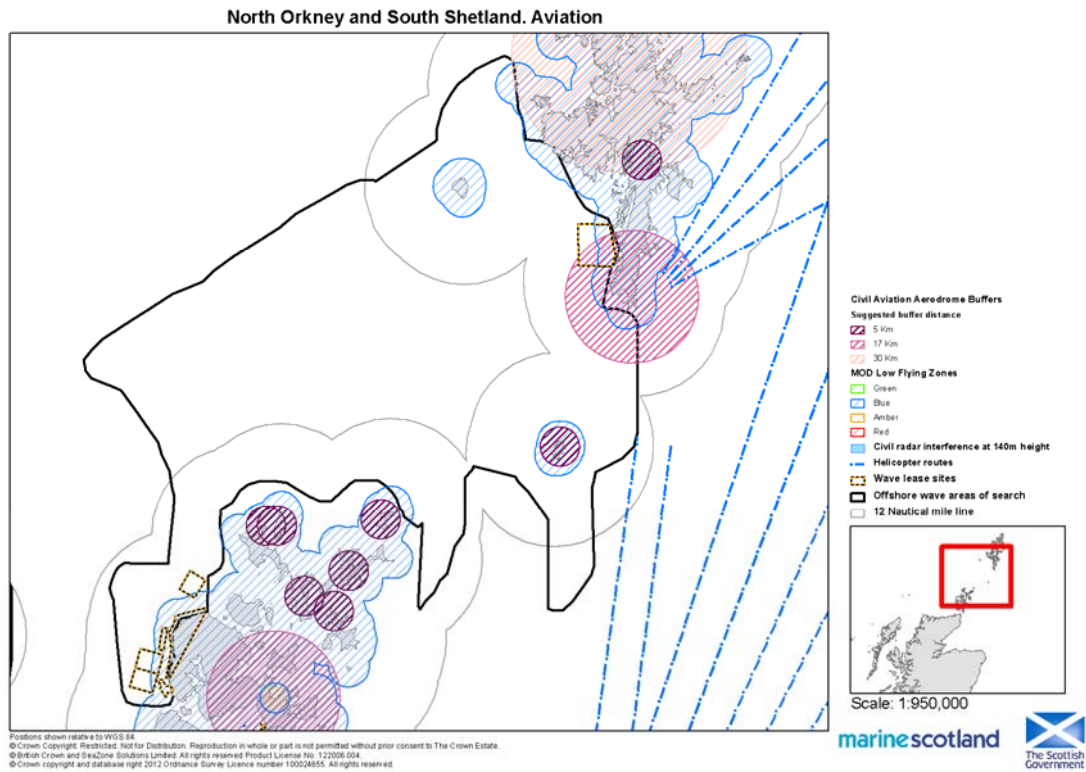 North Orkney and South Shetland. Aviation
Civil Aviation Aerodrome Buffers
Suggested buffer distance
5 Km
17 Km
30 Km
MOD Low Flying Zones
Green
Blue
Amber
Red
Civil radar interference at 140m height
Helicopter routes
Wave lease sites
Offshore wave areas of search
12 Nautical mile line
Scale: 1:950,000
Positions shown relative to WGS 84.
© Crown Copyright. Restricted. Not for Distribution. Reproduction in whole or part is not permitted without prior consent to The Crown Estate.
© British Crown and SeaZone Solutions Limited. All rights reserved Product License No. 122006.004.
© Crown copyright and database right 2012 Ordnance Survey Licence number 100024655. All rights reserved.
marinescotland
The Scottish
Government